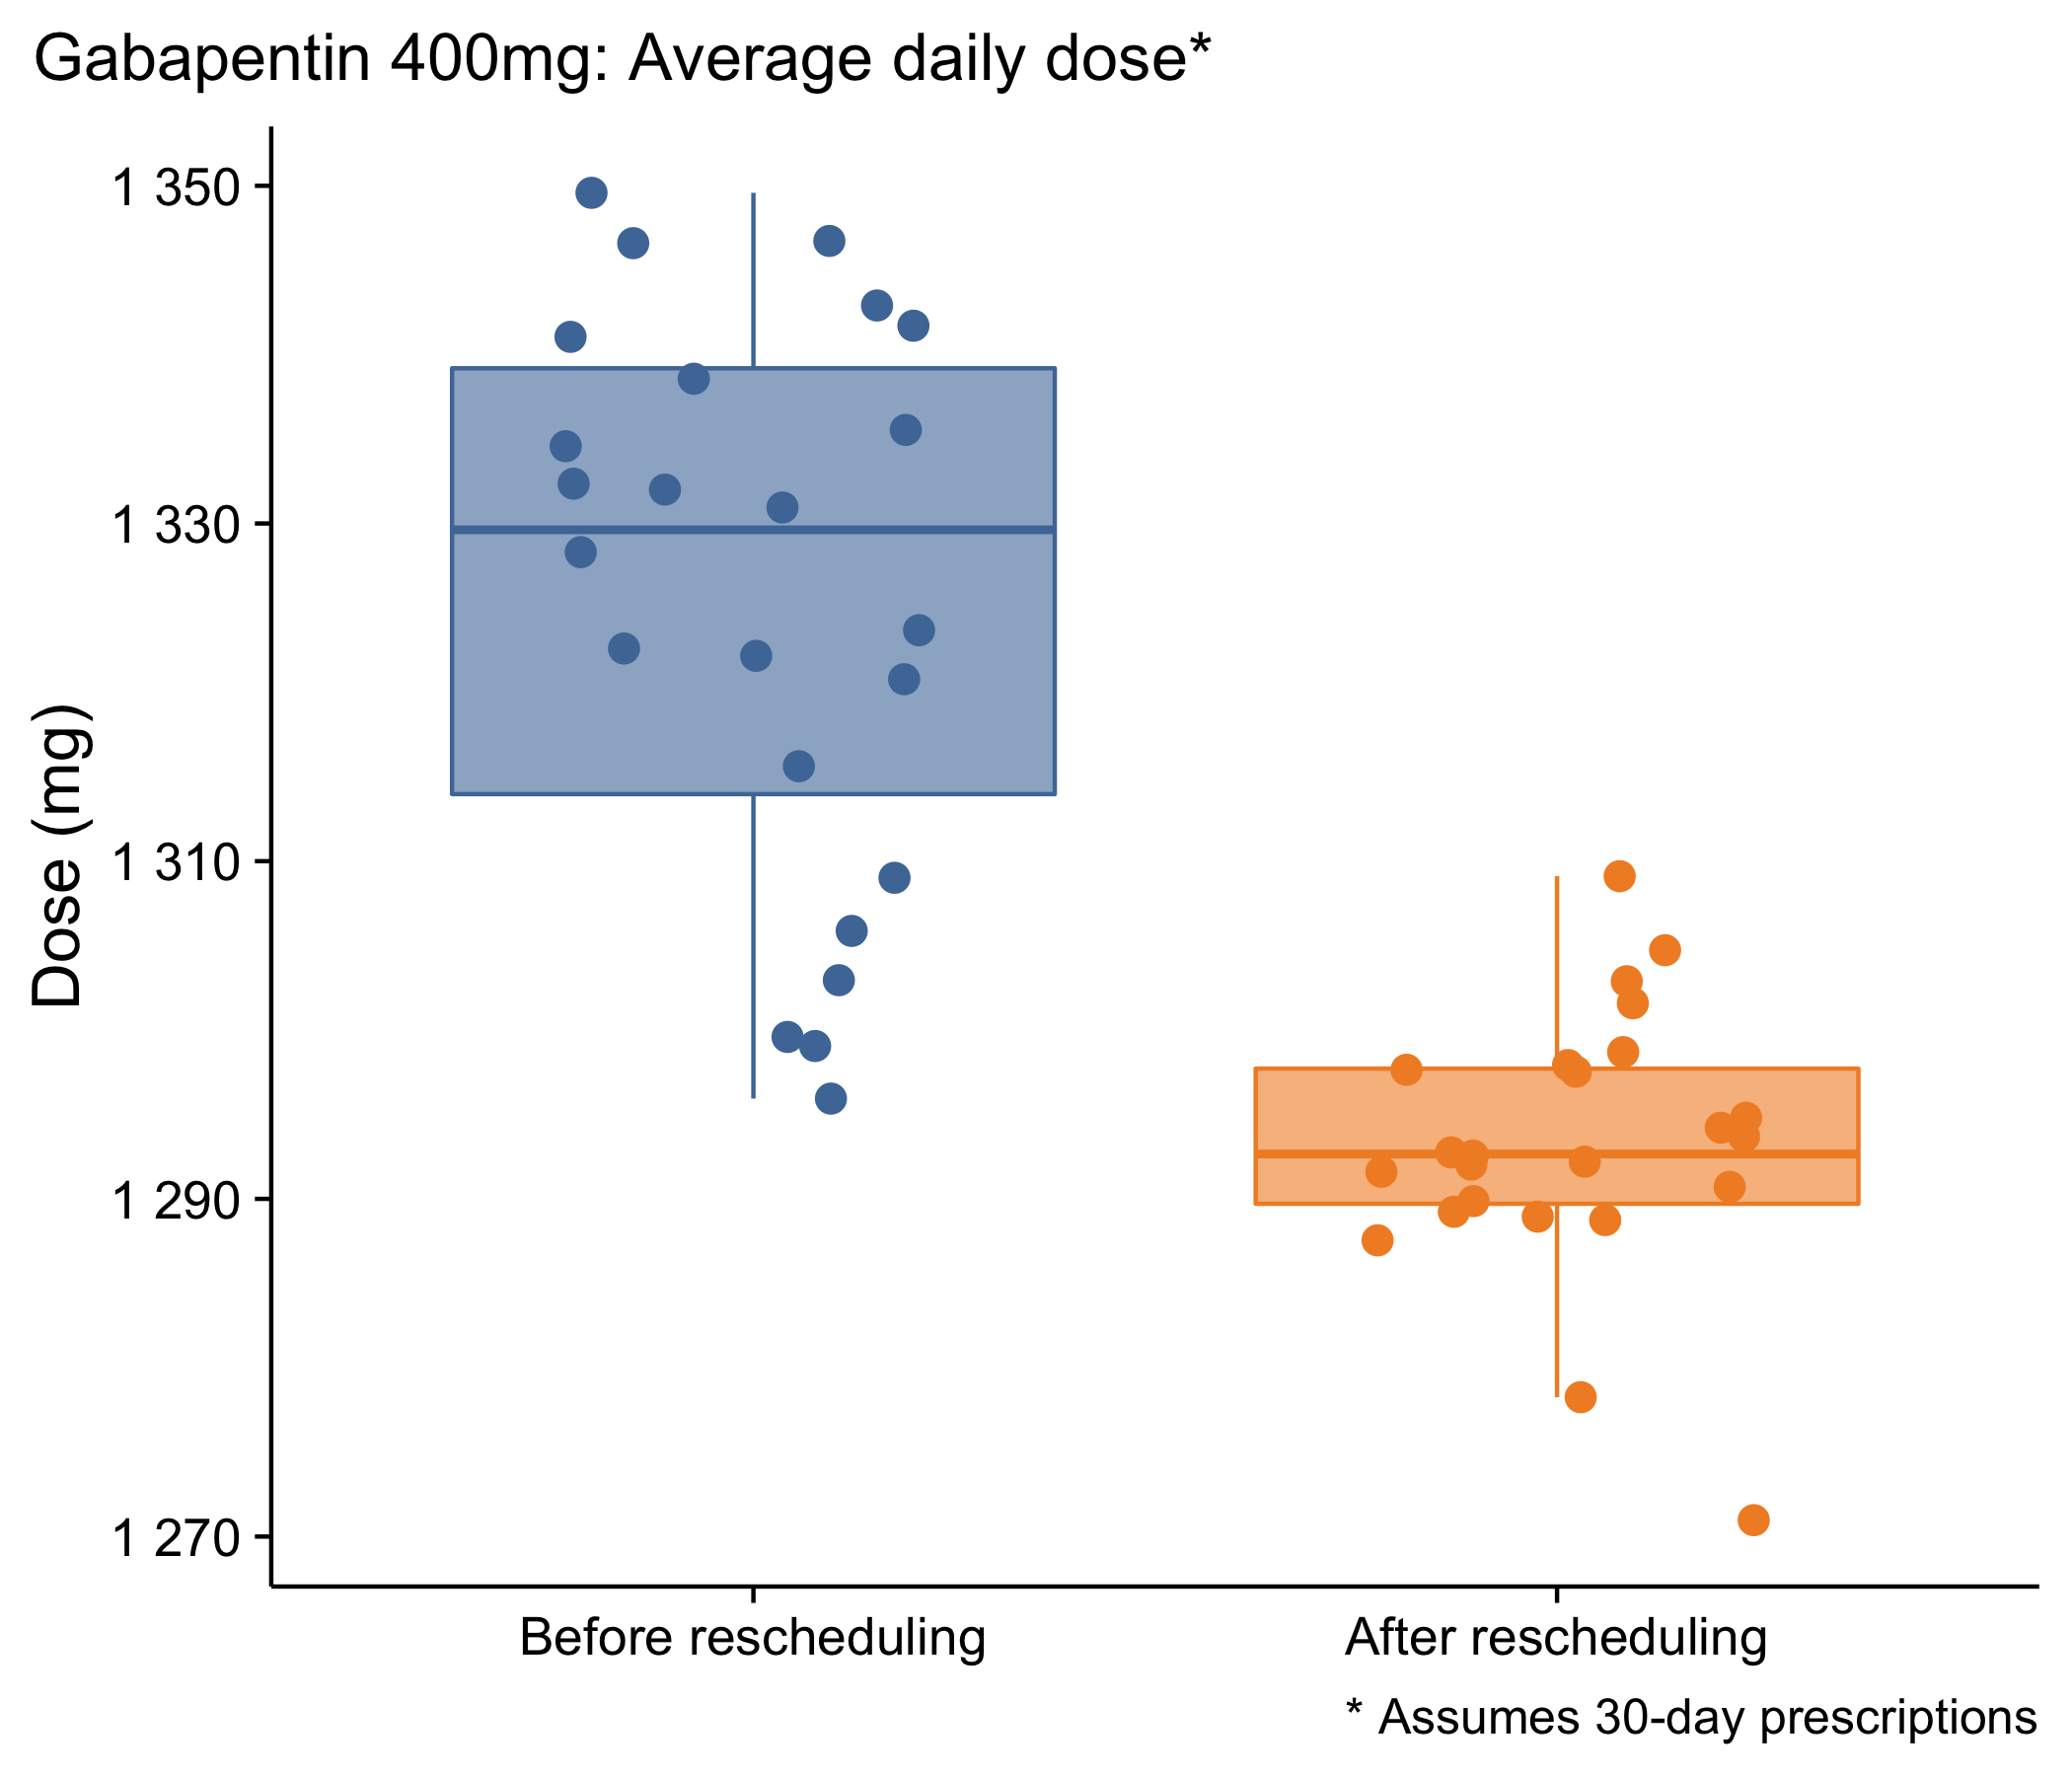 Gabapentin 400mg: Average daily dose*
Dose (mg)
1 350
1 330
1 310
1 290
1 270
Before rescheduling
After rescheduling
* Assumes 30-day prescriptions